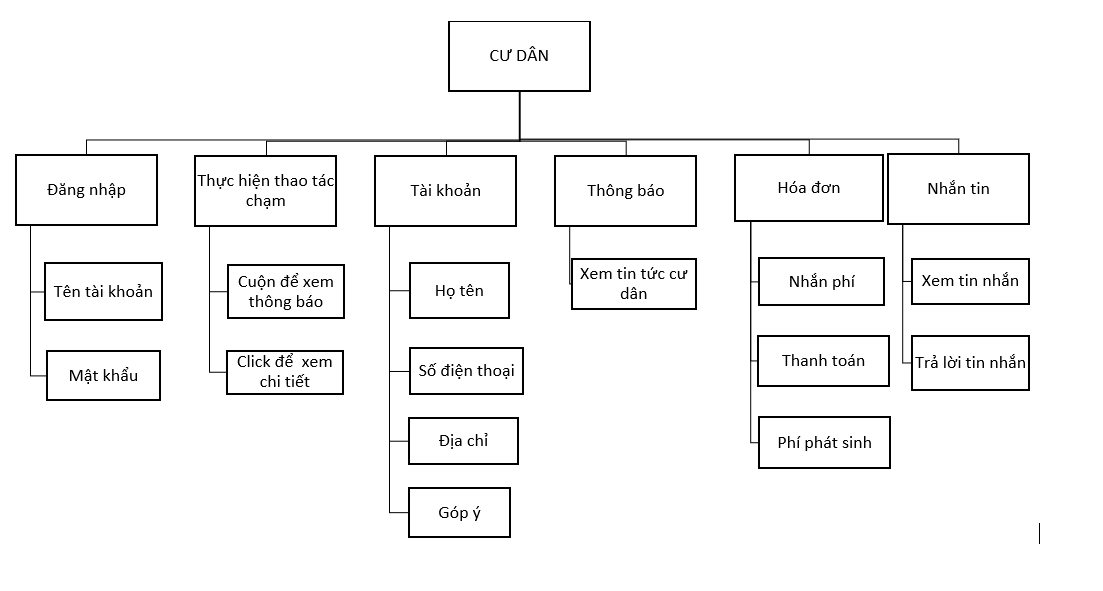 CƯ DÂN
Đăng nhập
Thực hiện thao tác
chạm
Tài khoản
Thông báo
Hóa đơn
Nhắn tin
Tên tài khoản
Mật khẩu
Cuộn để xem
thông báo
Click để  xem
chi tiết
Họ tên
Số điện thoại
Địa chỉ
Góp ý
Xem tin tức cư
dân
Nhắn phí
Thanh toán
Phí phát sinh
Xem tin nhắn
Trả lời tin nhắn